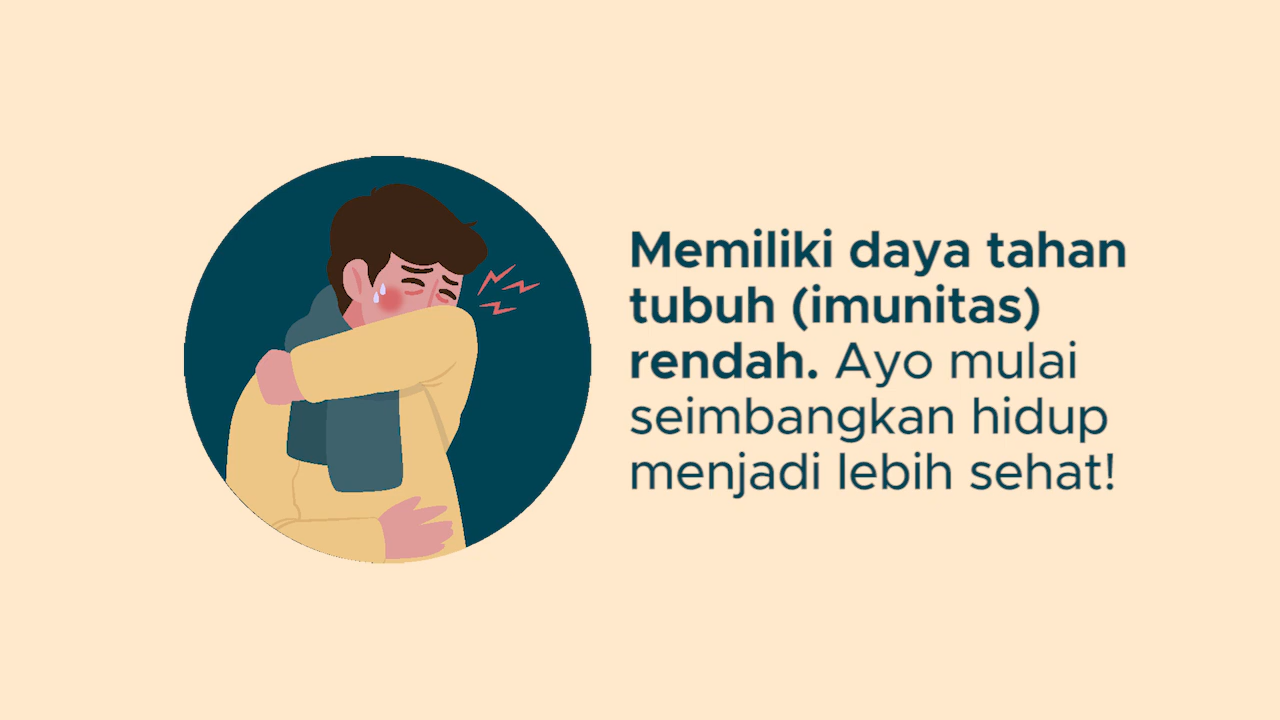 Memiliki daya tahan
tubuh (imunitas)
rendah. Ayo mulai
seimbangkan hidup
menjadi lebih sehat!